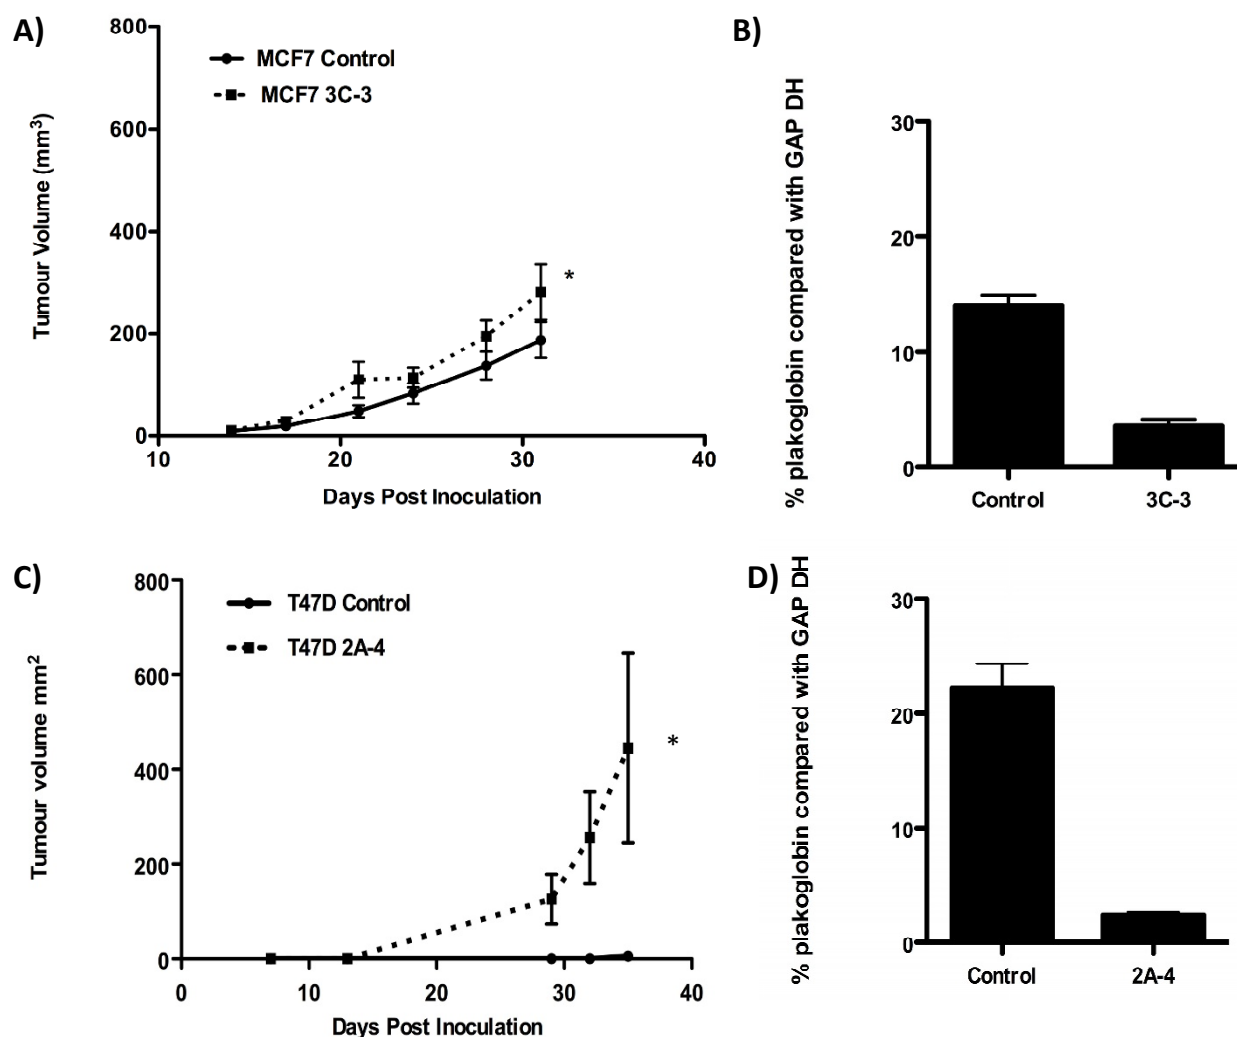 A)
800
600
400
200
0
10
20
30
40
Tumour Volume (mm³)
Days Post Inoculation
MCF7 Control
MCF7 3C-3
*
B)
% plakoglobin compared with GAP DH
30
20
10
0
Control
3C-3
C)
800
600
400
200
0
0
10
20
30
40
Tumour volume mm²
Days Post Inoculation
T47D Control
T47D 2A-4
*
D)
% plakoglobin compared with GAP DH
30
20
10
0
Control
2A-4